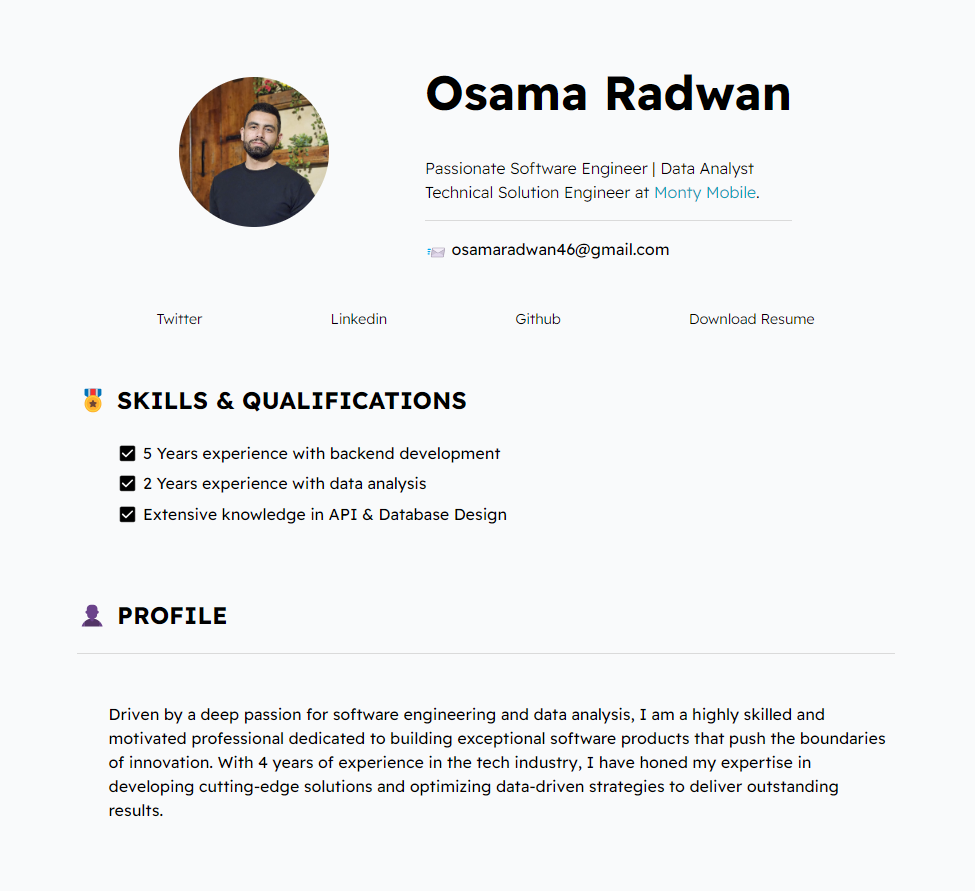 Osama Radwan
Passionate Software Engineer | Data Analyst
Technical Solution Engineer at Monty Mobile.
osamaradwan46@gmail.com
Twitter
Linkedin
Github
Download Resume
SKILLS & QUALIFICATIONS
5 Years experience with backend development
2 Years experience with data analysis
Extensive knowledge in API & Database Design
PROFILE
Driven by a deep passion for software engineering and data analysis, I am a highly skilled and
motivated professional dedicated to building exceptional software products that push the boundaries
of innovation. With 4 years of experience in the tech industry, I have honed my expertise in
developing cutting-edge solutions and optimizing data-driven strategies to deliver outstanding
results.